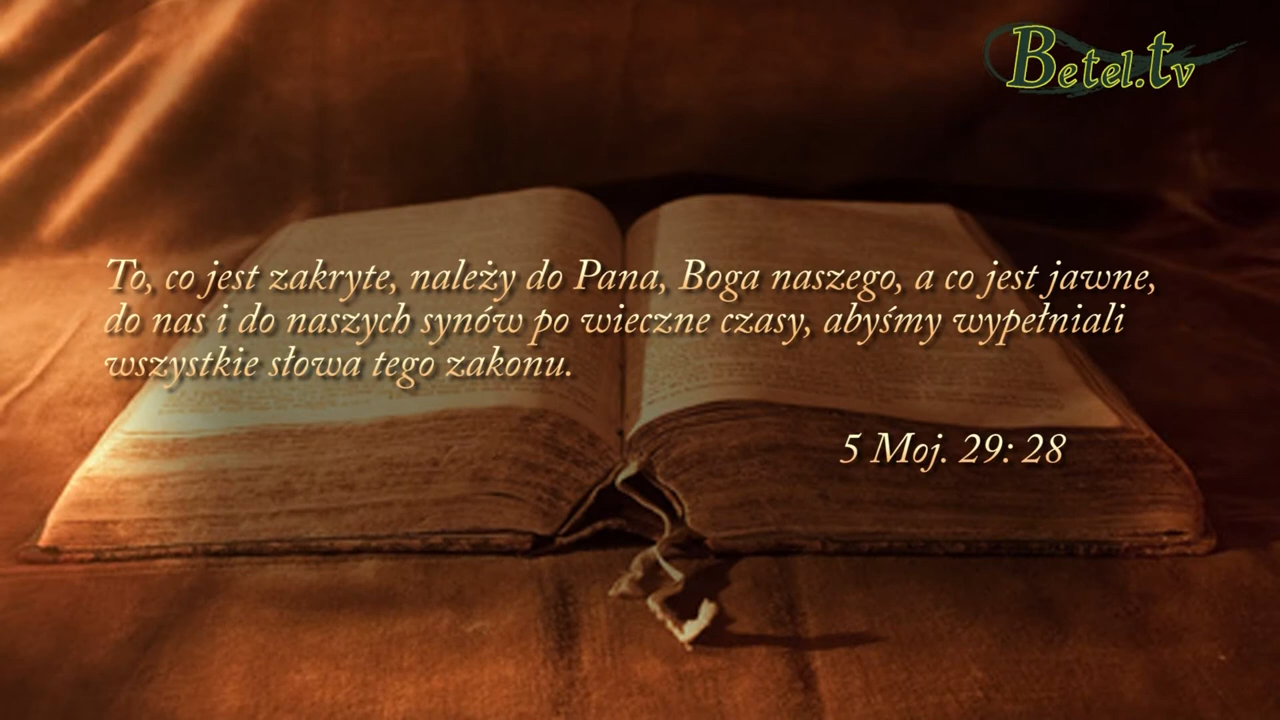 Betel.tv
To, co jest zakryte, należy do Pana, Boga naszego, a co jest jawne,
do nas i do naszych synów po wieczne czasy, abyśmy wypełniali
wszystkie słowa tego zakonu.
5 Moj. 29: 28